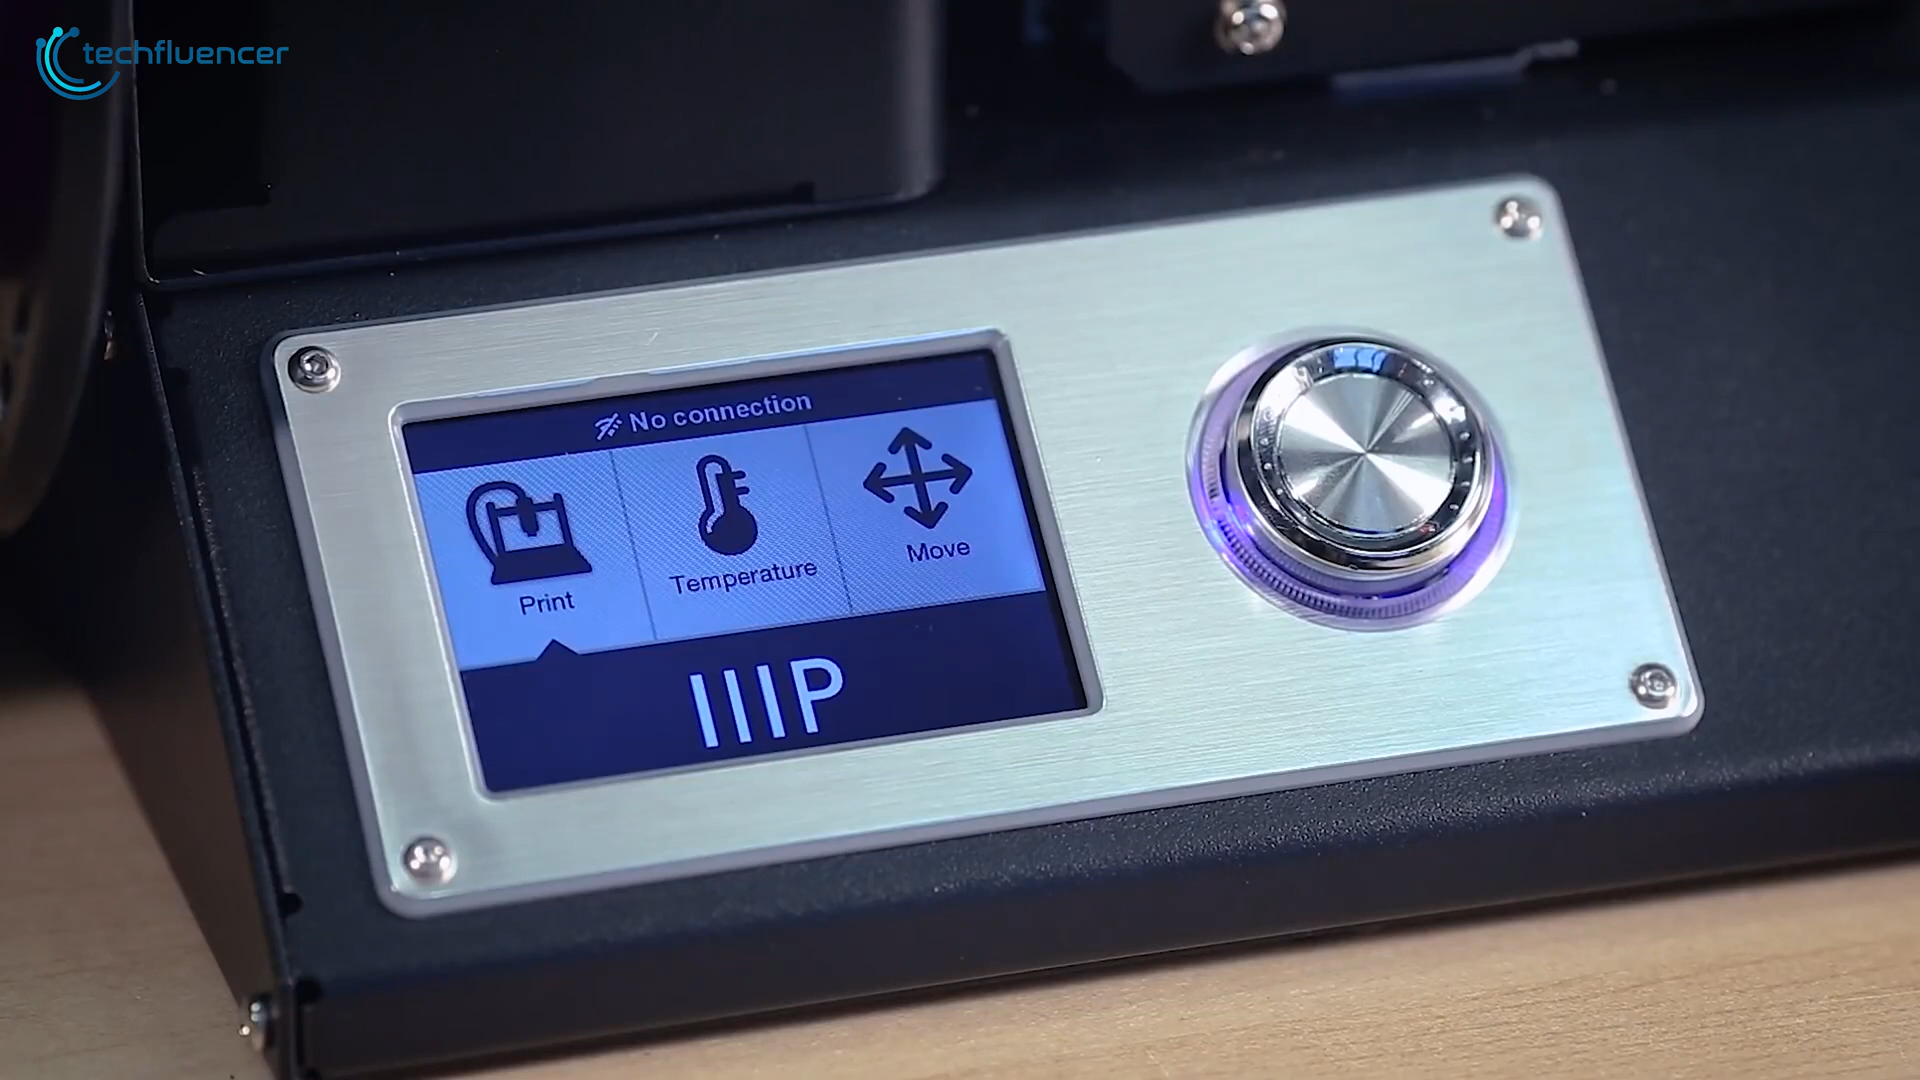 techfluencer
No connection
Print
Temperature
Move
IIIP